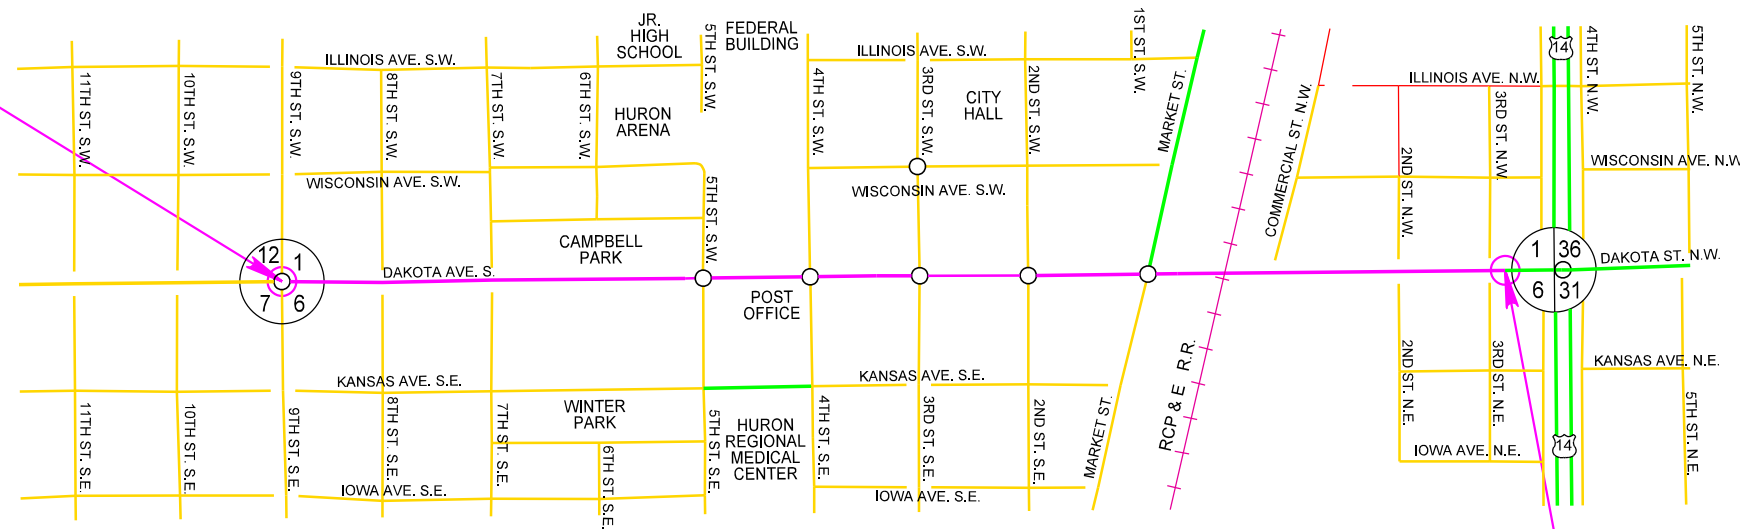 JR.
HIGH
SCHOOL
5TH ST. S.W.
FEDERAL
BUILDING
1ST ST. S.W.
14
4TH ST. N.W.
5TH ST. N.W.
ILLINOIS AVE. S.W.
ILLINOIS AVE. S.W.
ILLINOIS AVE. N.W.
11TH ST. S.W.
10TH ST. S.W.
9TH ST. S.W.
8TH ST. S.W.
7TH ST. S.W.
6TH ST. S.W.
HURON
ARENA
4TH ST. S.W.
3RD ST. S.W.
CITY
HALL
2ND ST. S.W.
MARKET ST.
COMMERCIAL ST. N.W.
2ND ST. N.W.
3RD ST. N.W.
WISCONSIN AVE. N.W.
WISCONSIN AVE. S.W.
5TH ST. S.W.
WISCONSIN AVE. S.W.
CAMPBELL
PARK
12 1
7 6
DAKOTA AVE. S.
1 36
6 31
DAKOTA ST. N.W.
POST
OFFICE
RCP & E R.R.
2ND ST. N.E.
3RD ST. N.E.
KANSAS AVE. N.E.
KANSAS AVE. S.E.
KANSAS AVE. S.E.
11TH ST. S.E.
10TH ST. S.E.
9TH ST. S.E.
8TH ST. S.E.
7TH ST. S.E.
WINTER
PARK
6TH ST. S.E.
5TH ST. S.E.
HURON
REGIONAL
MEDICAL
CENTER
4TH ST. S.E.
3RD ST. S.E.
2ND ST. S.E.
MARKET ST.
5TH ST. N.E.
14
IOWA AVE. N.E.
IOWA AVE. S.E.
IOWA AVE. S.E.